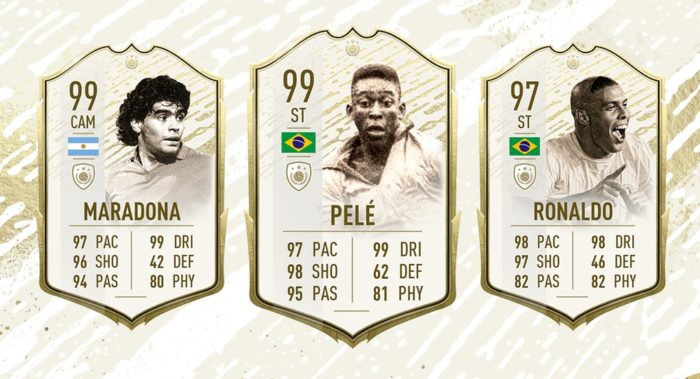 99
CAM
MARADONA
97 PAC 99 DRI
96 SHO 42 DEF
94 PAS 80 PHY
99
ST
PELÉ
97 PAC 99 DRI
98 SHO 62 DEF
95 PAS 81 PHY
97
ST
RONALDO
98 PAC 98 DRI
97 SHO 46 DEF
82 PAS 82 PHY